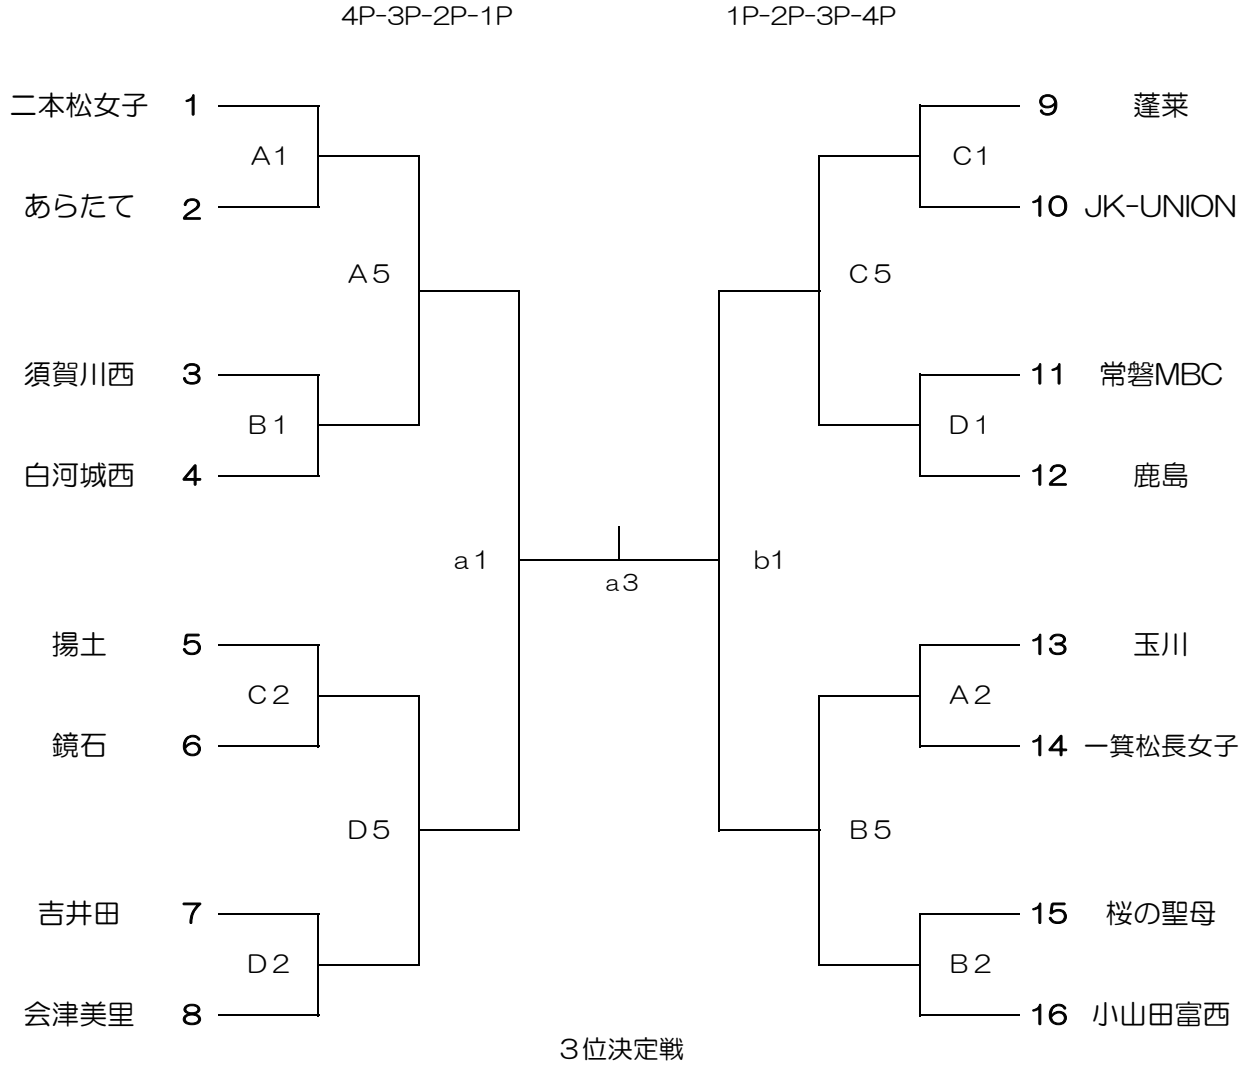 4P-3P-2P-1P 1P-2P-3P-4P
二本松女子 1 9 蓬莱
A1 C1
あらたて 2 10 JK-UNION
A5 C5
須賀川西 3 11 常磐MBC
B1 D1
白河城西 4 12 鹿島
a1 b1
a3
揚土 5 13 玉川
C2 A2
鏡石 6 14 一箕松長女子
D5 B5
吉井田 7 15 桜の聖母
D2 B2
会津美里 8 16 小山田富西
３位決定戦